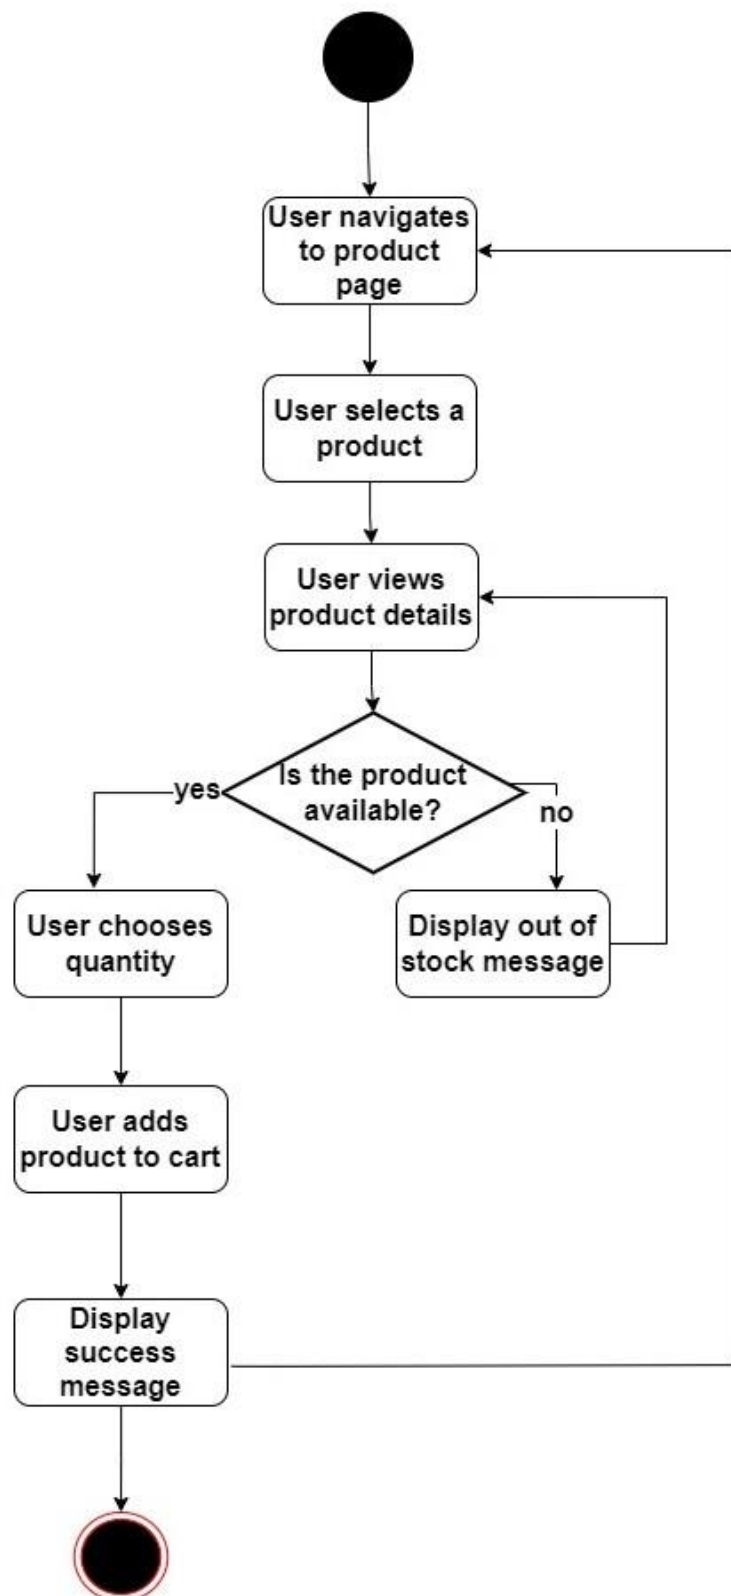 User navigates
to product
page
User selects a
product
User views
product details
Is the product
available?
yes
no
User chooses
quantity
Display out of
stock message
User adds
product to cart
Display
success
message